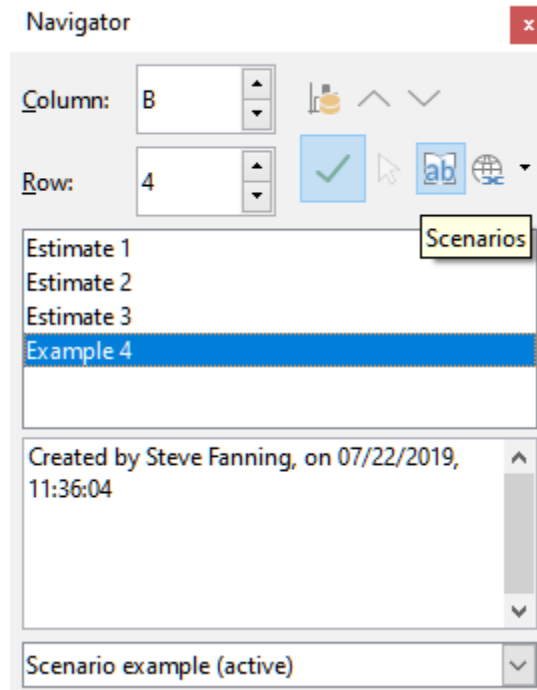 Navigator
x
Column: B
Row: 4
ab
Scenarios
Estimate 1
Estimate 2
Estimate 3
Example 4
Created by Steve Fanning, on 07/22/2019,
11:36:04
Scenario example (active)